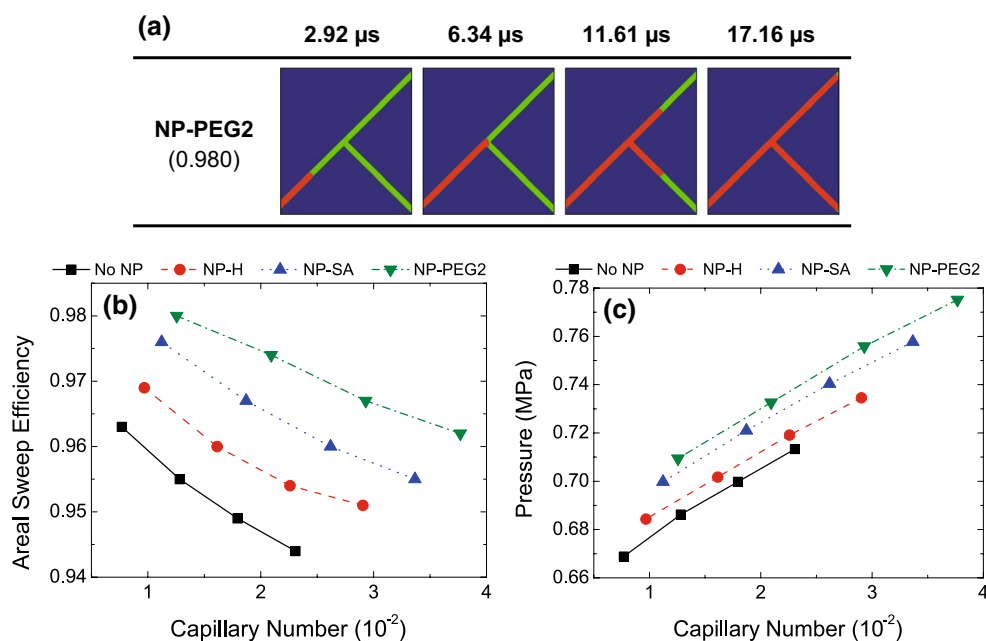 (a)
2.92 µs 6.34 µs 11.61 µs 17.16 µs
NP-PEG2
(0.980)
No NP NP-H NP-SA NP-PEG2
(b)
0.98
0.97
0.96
0.95
0.94
Areal Sweep Efficiency
1 2 3 4
Capillary Number (10⁻²)
No NP NP-H NP-SA NP-PEG2
(c)
0.78
0.76
0.74
0.72
0.70
0.68
0.66
Pressure (MPa)
1 2 3 4
Capillary Number (10⁻²)